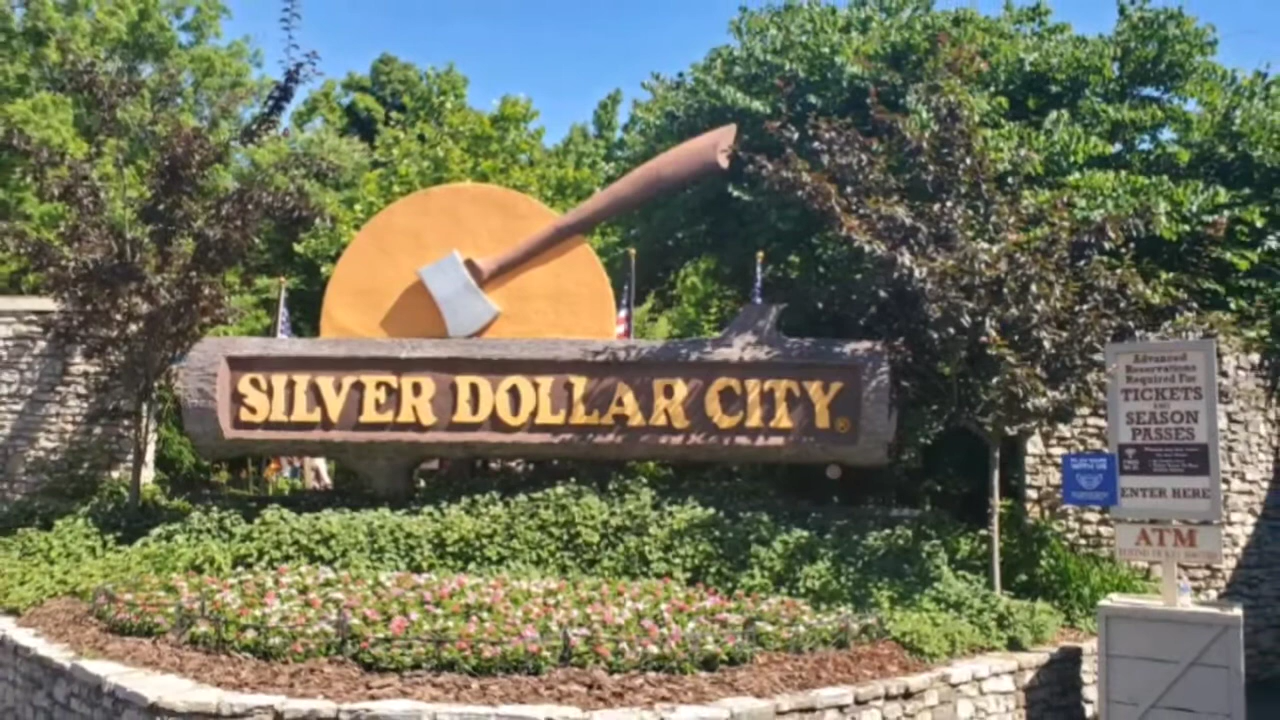 SILVER DOLLAR CITY®
Advanced
Reservations
Required For
TICKETS
SEASON
PASSES
ENTER HERE
ATM